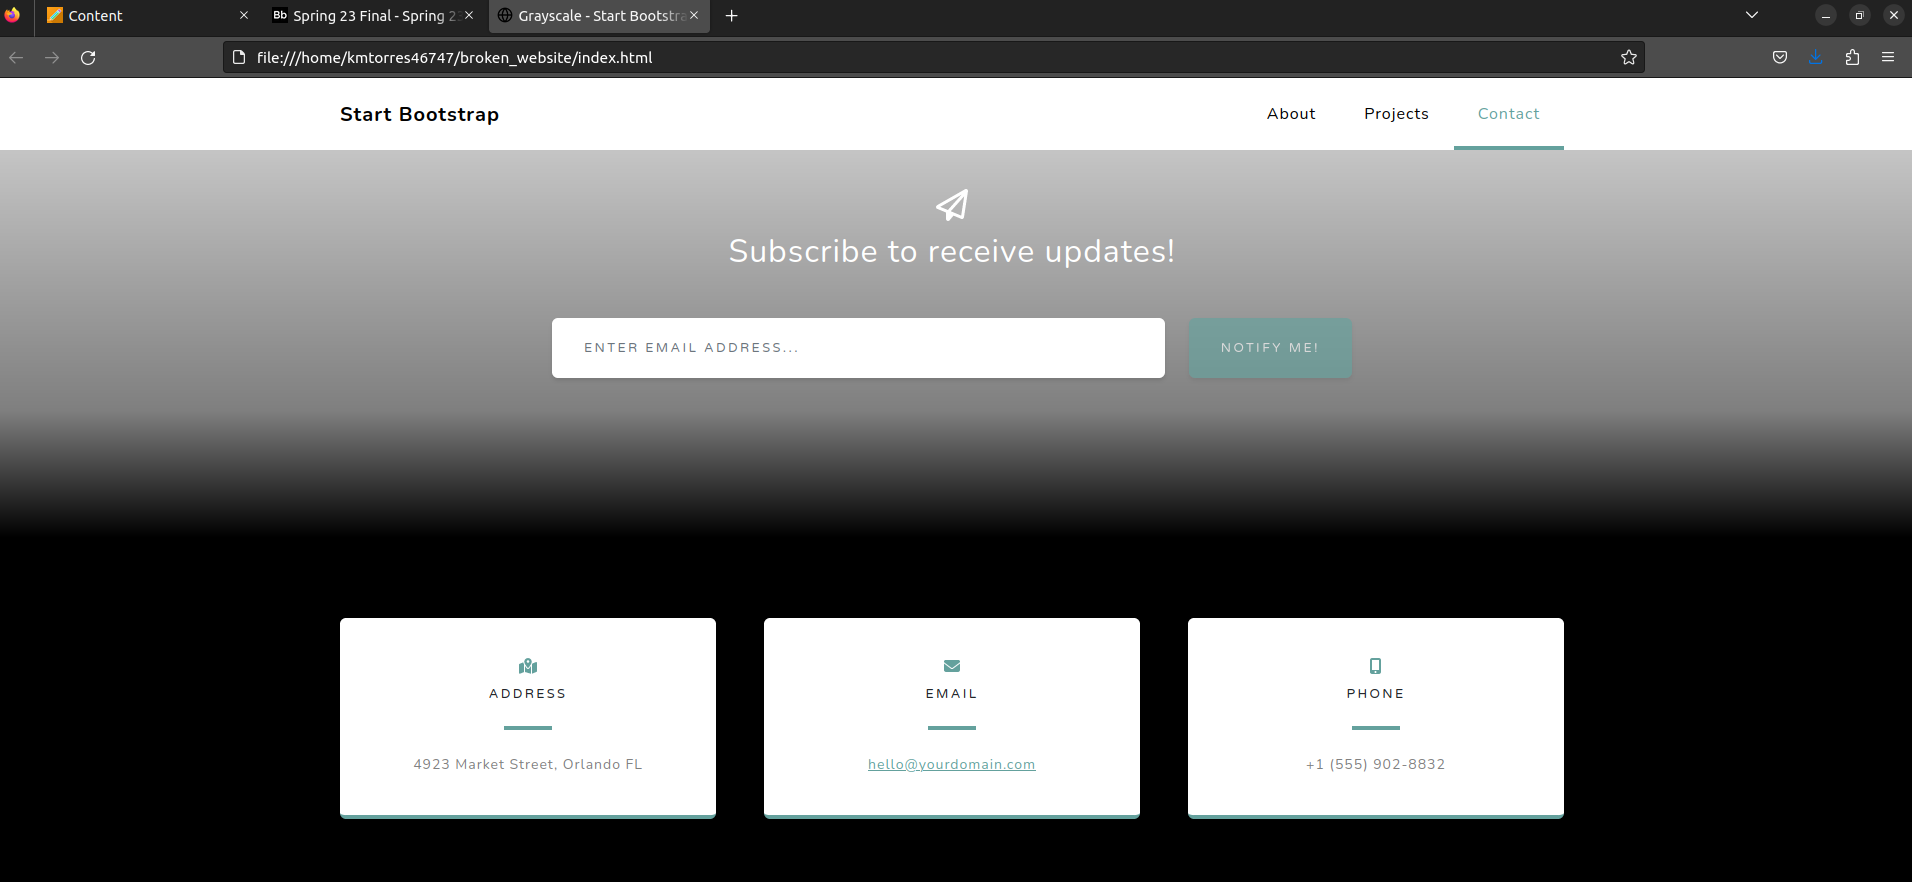 Content
Bb Spring 23 Final - Spring 23
Grayscale - Start Bootstra
file:///home/kmtorres46747/broken_website/index.html
Start Bootstrap
About
Projects
Contact
Subscribe to receive updates!
ENTER EMAIL ADDRESS...
NOTIFY ME!
ADDRESS
4923 Market Street, Orlando FL
EMAIL
hello@yourdomain.com
PHONE
+1 (555) 902-8832